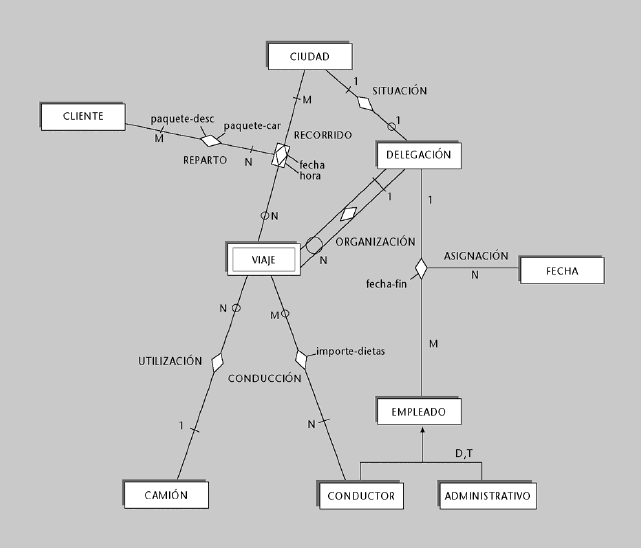 CIUDAD
1
SITUACIÓN
M
CLIENTE
paquete-desc
paquete-car
M
REPARTO
N
RECORRIDO
fecha
hora
1
DELEGACIÓN
1
1
N
ORGANIZACIÓN
N
VIAJE
ASIGNACIÓN
N
FECHA
fecha-fin
N
M
UTILIZACIÓN
CONDUCCIÓN
importe-dietas
M
1
N
EMPLEADO
D,T
CAMIÓN
CONDUCTOR
ADMINISTRATIVO